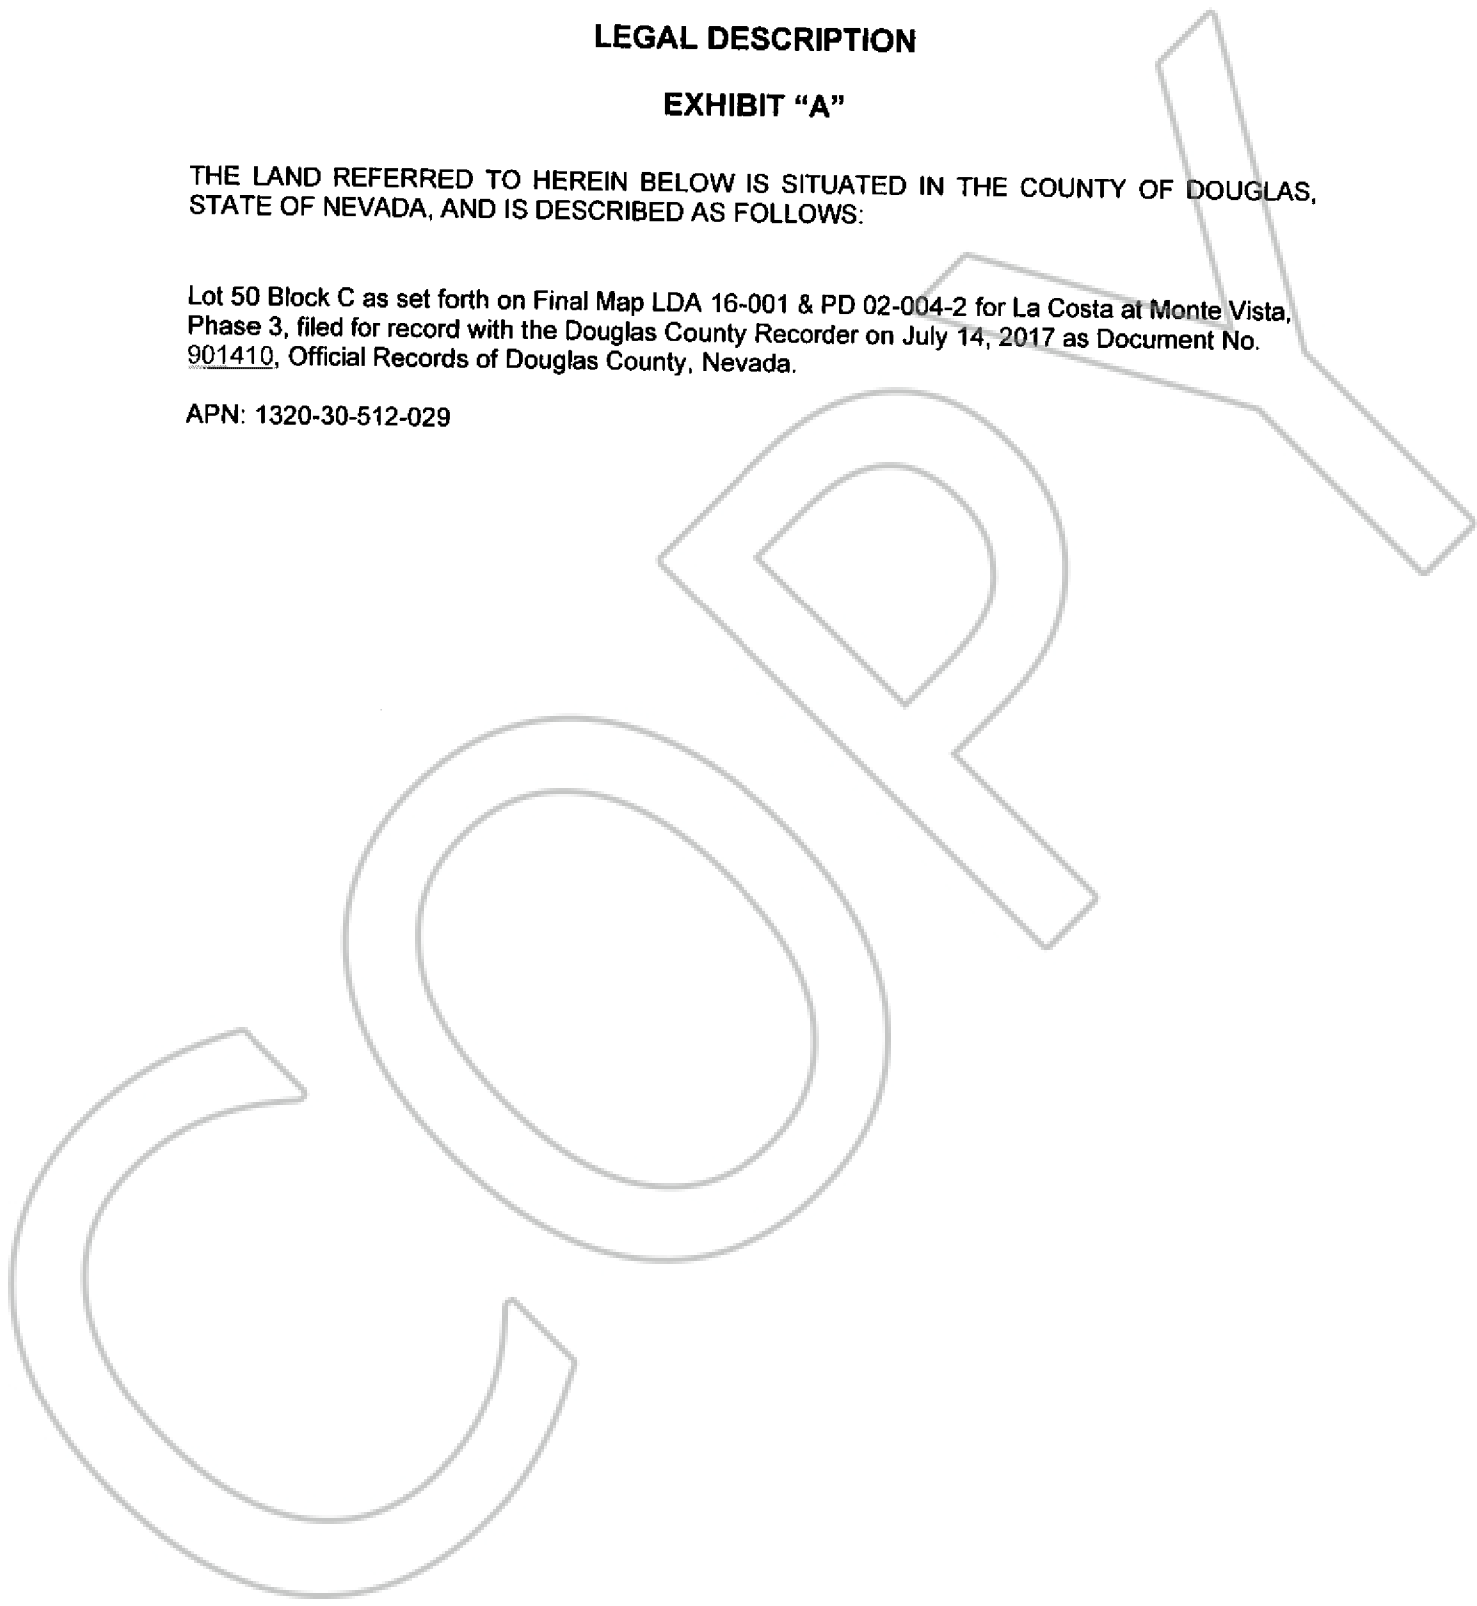 LEGAL DESCRIPTION
EXHIBIT “A”
THE LAND REFERRED TO HEREIN BELOW IS SITUATED IN THE COUNTY OF DOUGLAS,
STATE OF NEVADA, AND IS DESCRIBED AS FOLLOWS:
Lot 50 Block C as set forth on Final Map LDA 16-001 & PD 02-004-2 for La Costa at Monte Vista,
Phase 3, filed for record with the Douglas County Recorder on July 14, 2017 as Document No.
901410, Official Records of Douglas County, Nevada.
APN: 1320-30-512-029
COPY